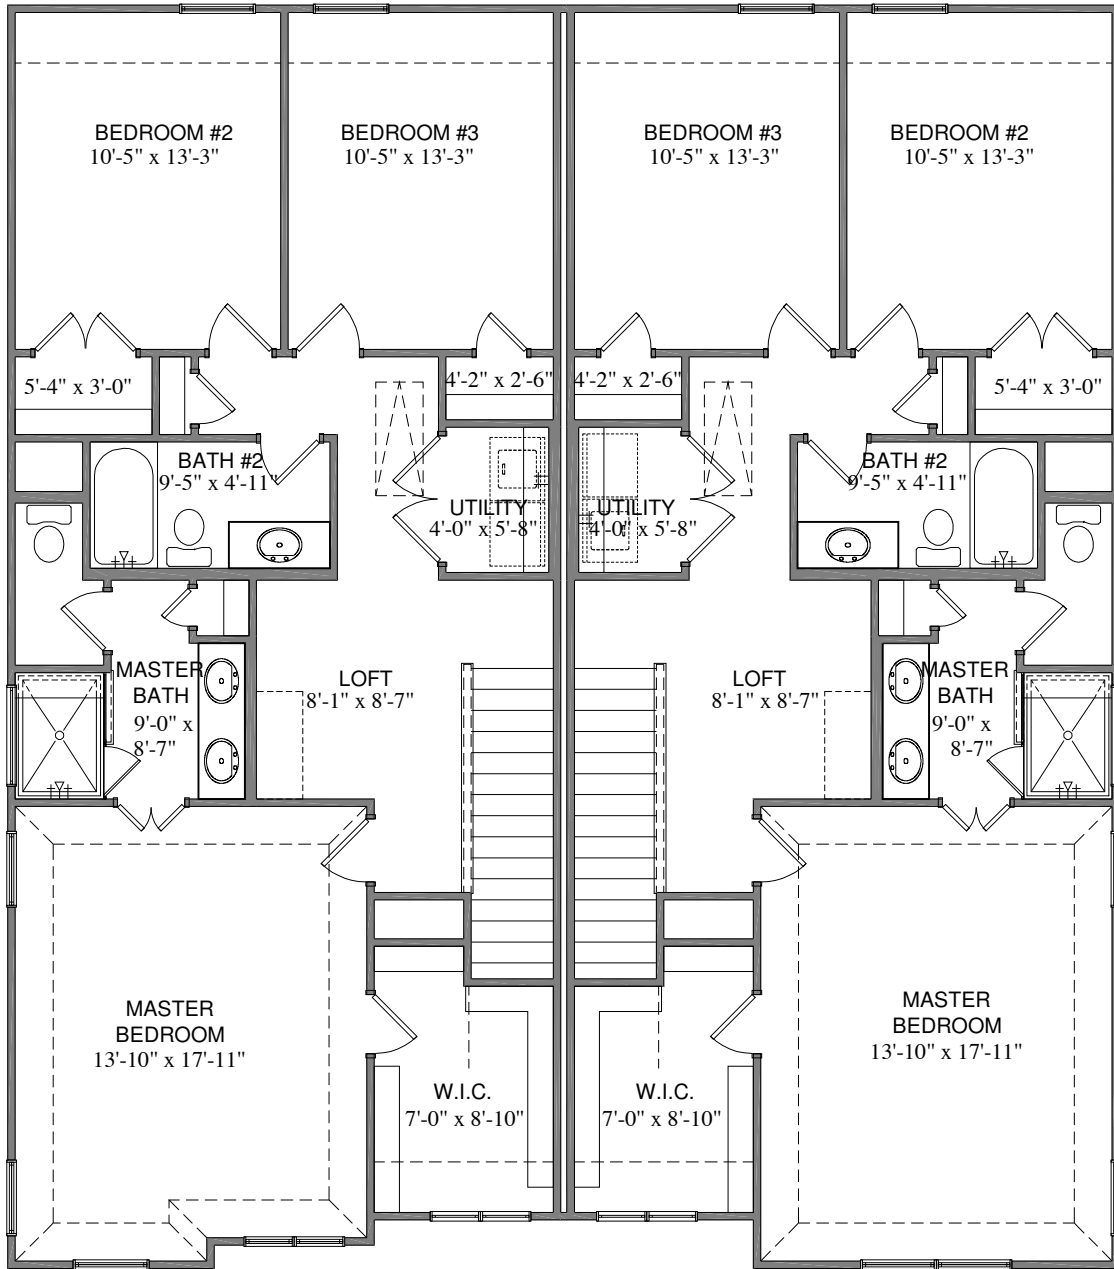 BEDROOM #2
10'-5" x 13'-3"
BEDROOM #3
10'-5" x 13'-3"
BEDROOM #3
10'-5" x 13'-3"
BEDROOM #2
10'-5" x 13'-3"
5'-4" x 3'-0"
4'-2" x 2'-6"
4'-2" x 2'-6"
5'-4" x 3'-0"
BATH #2
9'-5" x 4'-11"
UTILITY
4'-0" x 5'-8"
UTILITY
4'-0" x 5'-8"
BATH #2
9'-5" x 4'-11"
MASTER
BATH
9'-0" x
8'-7"
LOFT
8'-1" x 8'-7"
LOFT
8'-1" x 8'-7"
MASTER
BATH
9'-0" x
8'-7"
MASTER
BEDROOM
13'-10" x 17'-11"
W.I.C.
7'-0" x 8'-10"
W.I.C.
7'-0" x 8'-10"
MASTER
BEDROOM
13'-10" x 17'-11"